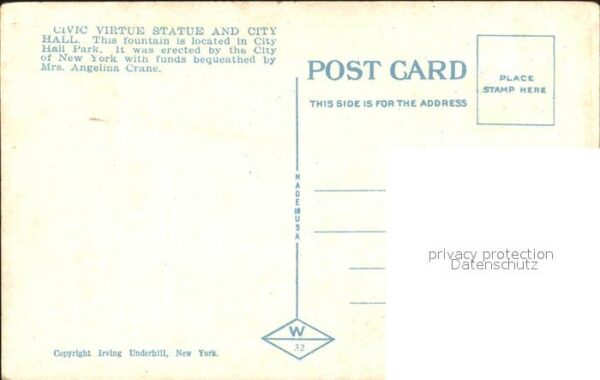 CIVIC VIRTUE STATUE AND CITY
HALL. This fountain is located in City
Hall Park. It was erected by the City
of New York with funds bequeathed by
Mrs. Angelina Crane.
POST CARD
THIS SIDE IS FOR THE ADDRESS
PLACE
STAMP HERE
MADE IN USA
privacy protection
Datenschutz
W
32
Copyright Irving Underhill, New York.